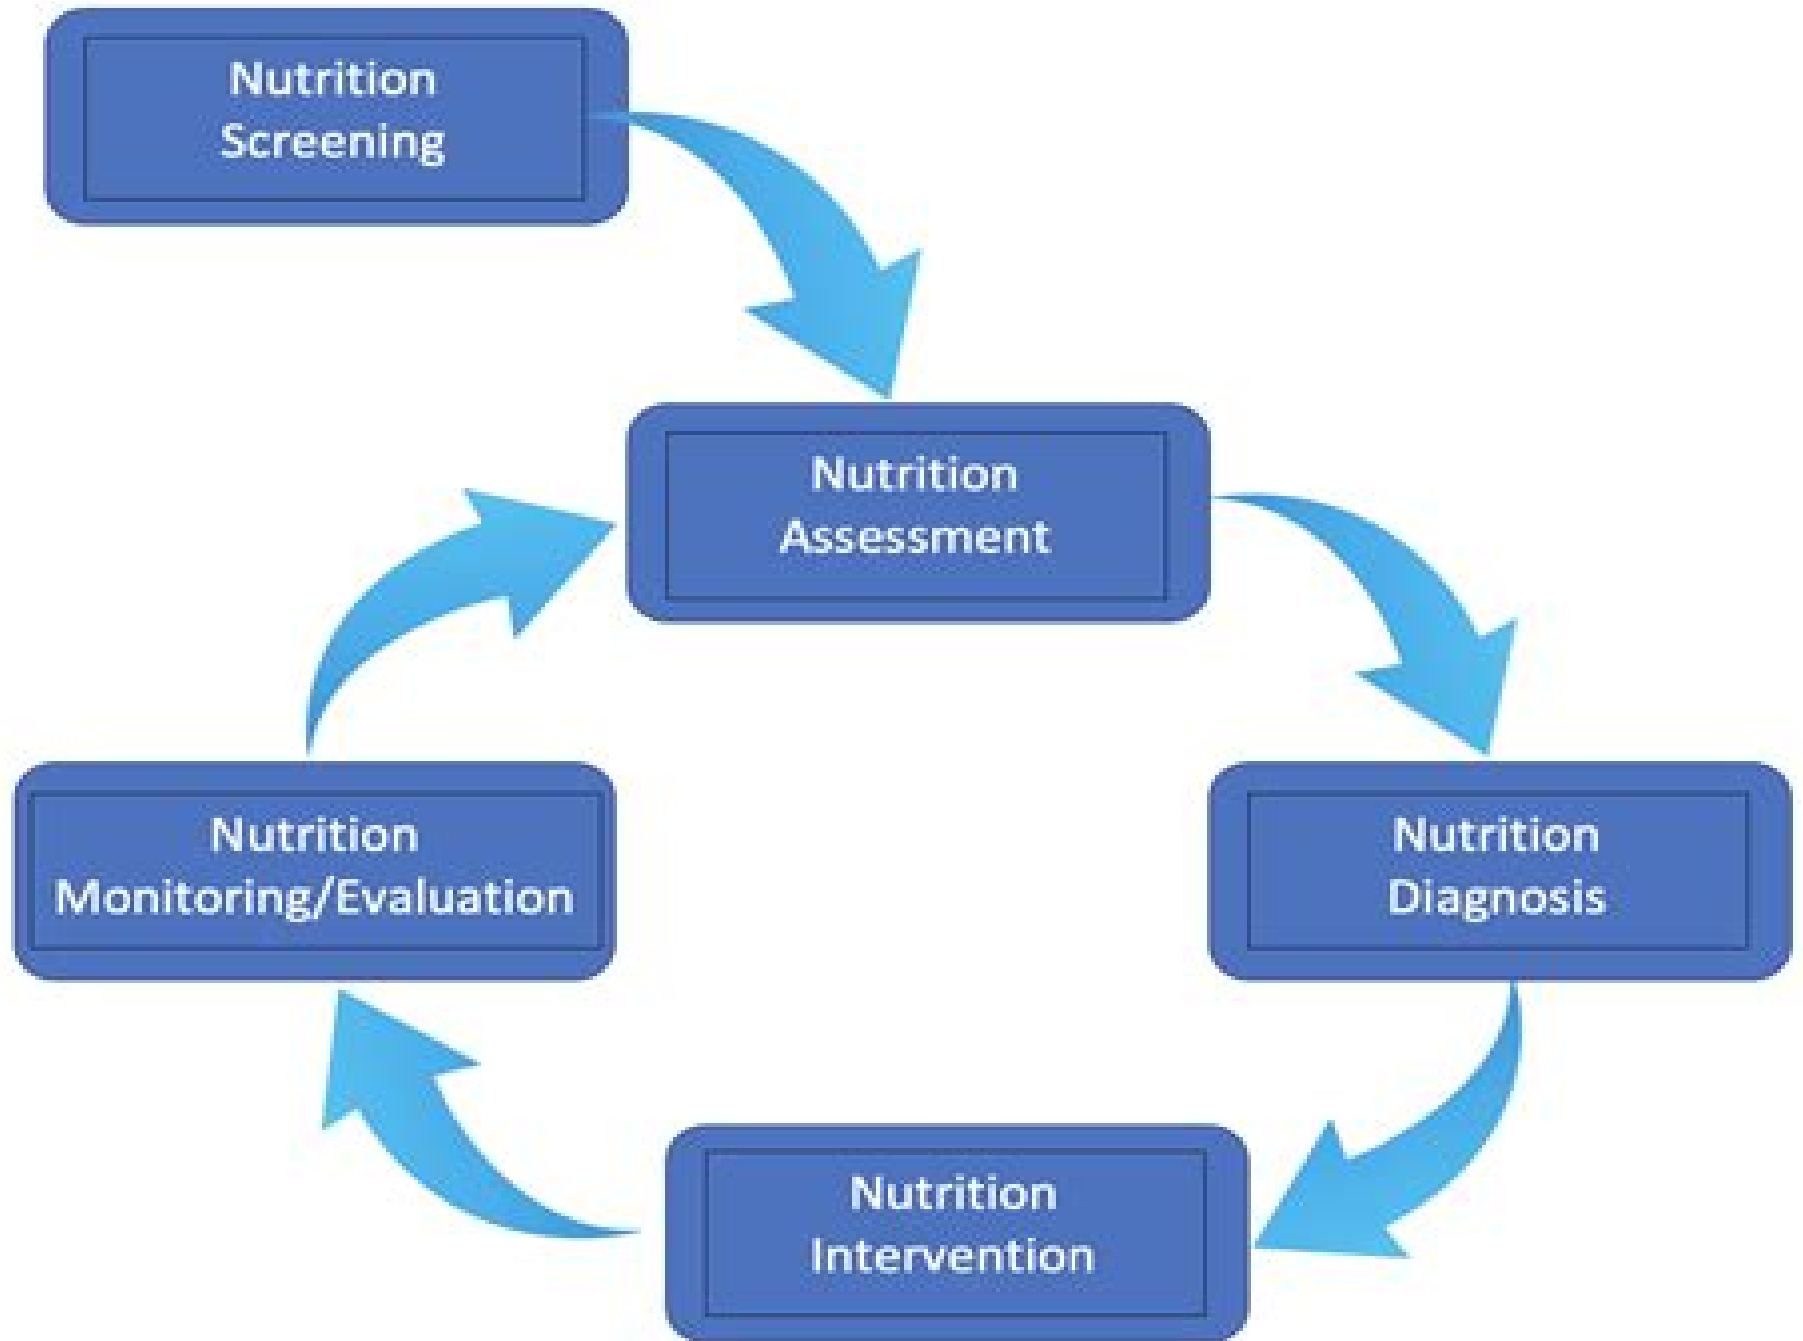 Nutrition
Screening
Nutrition
Assessment
Nutrition
Diagnosis
Nutrition
Intervention
Nutrition
Monitoring/Evaluation